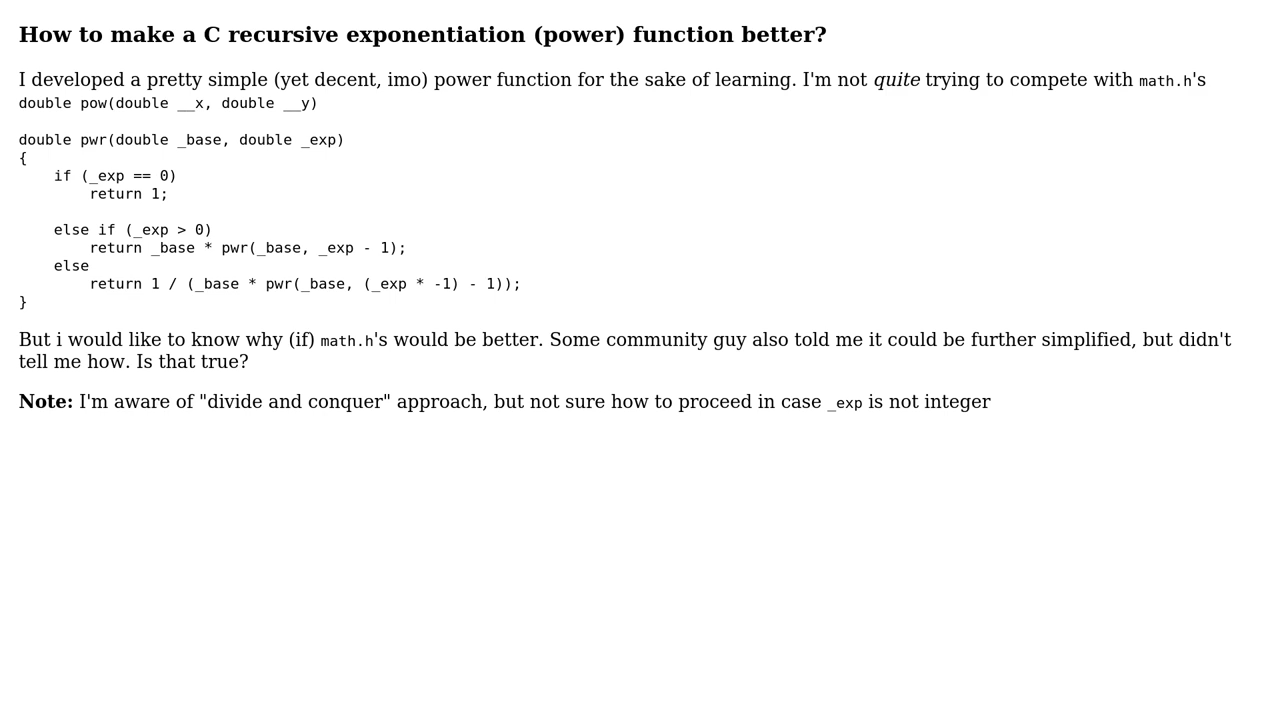 How to make a C recursive exponentiation (power) function better?
I developed a pretty simple (yet decent, imo) power function for the sake of learning. I'm not quite trying to compete with math.h's
double pow(double __x, double __y)
double pwr(double _base, double _exp)
{
    if (_exp == 0)
        return 1;
    else if (_exp > 0)
        return _base * pwr(_base, _exp - 1);
    else
        return 1 / (_base * pwr(_base, (_exp * -1) - 1));
}
But i would like to know why (if) math.h's would be better. Some community guy also told me it could be further simplified, but didn't
tell me how. Is that true?
Note: I'm aware of "divide and conquer" approach, but not sure how to proceed in case _exp is not integer